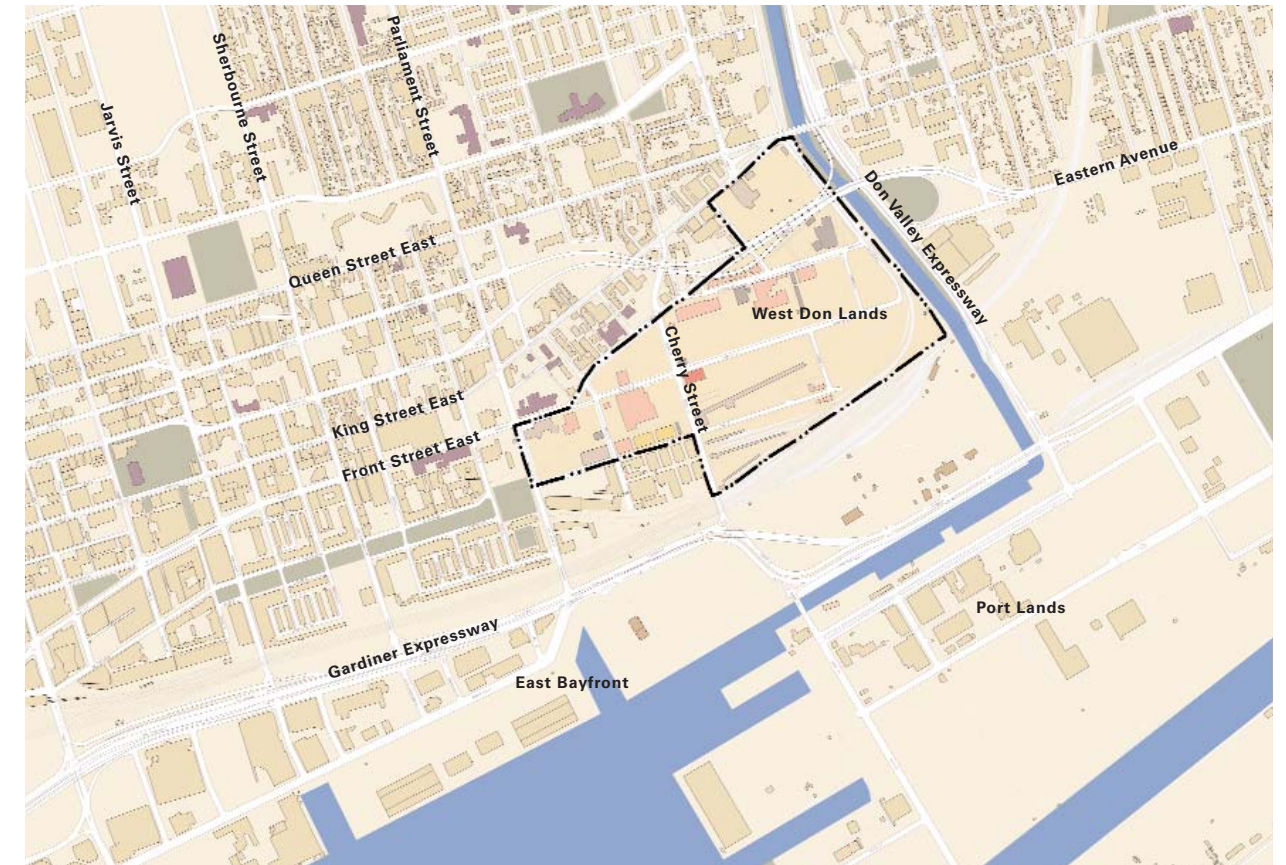 Parliament Street
Sherbourne Street
Jarvis Street
Eastern Avenue
Don Valley Expressway
Queen Street East
West Don Lands
Cherry Street
King Street East
Front Street East
Port Lands
Gardiner Expressway
East Bayfront